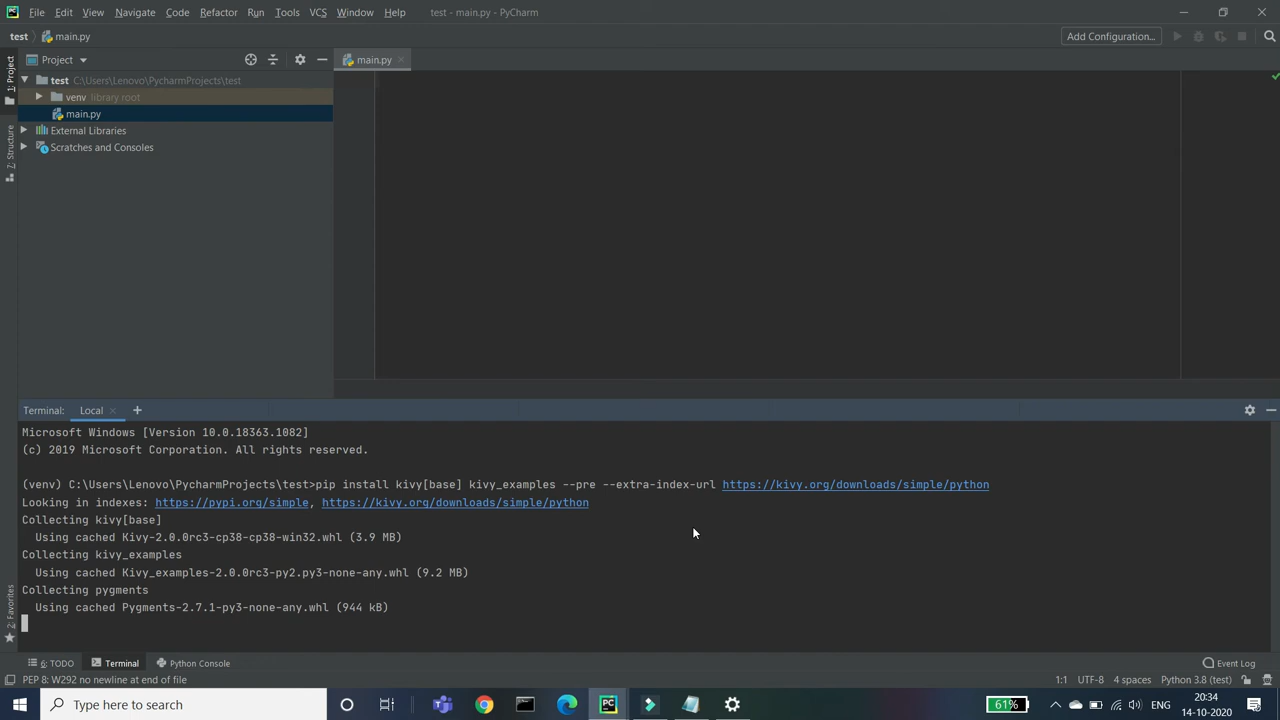 PC File Edit View Navigate Code Refactor Run Tools VCS Window Help test - main.py - PyCharm
test main.py Add Configuration...
1: Project
Project
main.py
test C:\Users\Lenovo\PycharmProjects\test
venv library root
main.py
External Libraries
Scratches and Consoles
7: Structure
Terminal: Local +
Microsoft Windows [Version 10.0.18363.1082]
(c) 2019 Microsoft Corporation. All rights reserved.
(venv) C:\Users\Lenovo\PycharmProjects\test>pip install kivy[base] kivy_examples --pre --extra-index-url https://kivy.org/downloads/simple/python
Looking in indexes: https://pypi.org/simple, https://kivy.org/downloads/simple/python
Collecting kivy[base]
Using cached Kivy-2.0.0rc3-cp38-cp38-win32.whl (3.9 MB)
Collecting kivy_examples
Using cached Kivy_examples-2.0.0rc3-py2.py3-none-any.whl (9.2 MB)
Collecting pygments
Using cached Pygments-2.7.1-py3-none-any.whl (944 kB)
2: Favorites
6: TODO Terminal Python Console Event Log
PEP 8: W292 no newline at end of file 1:1 UTF-8 4 spaces Python 3.8 (test)
Type here to search PC 61% ENG 20:34
14-10-2020